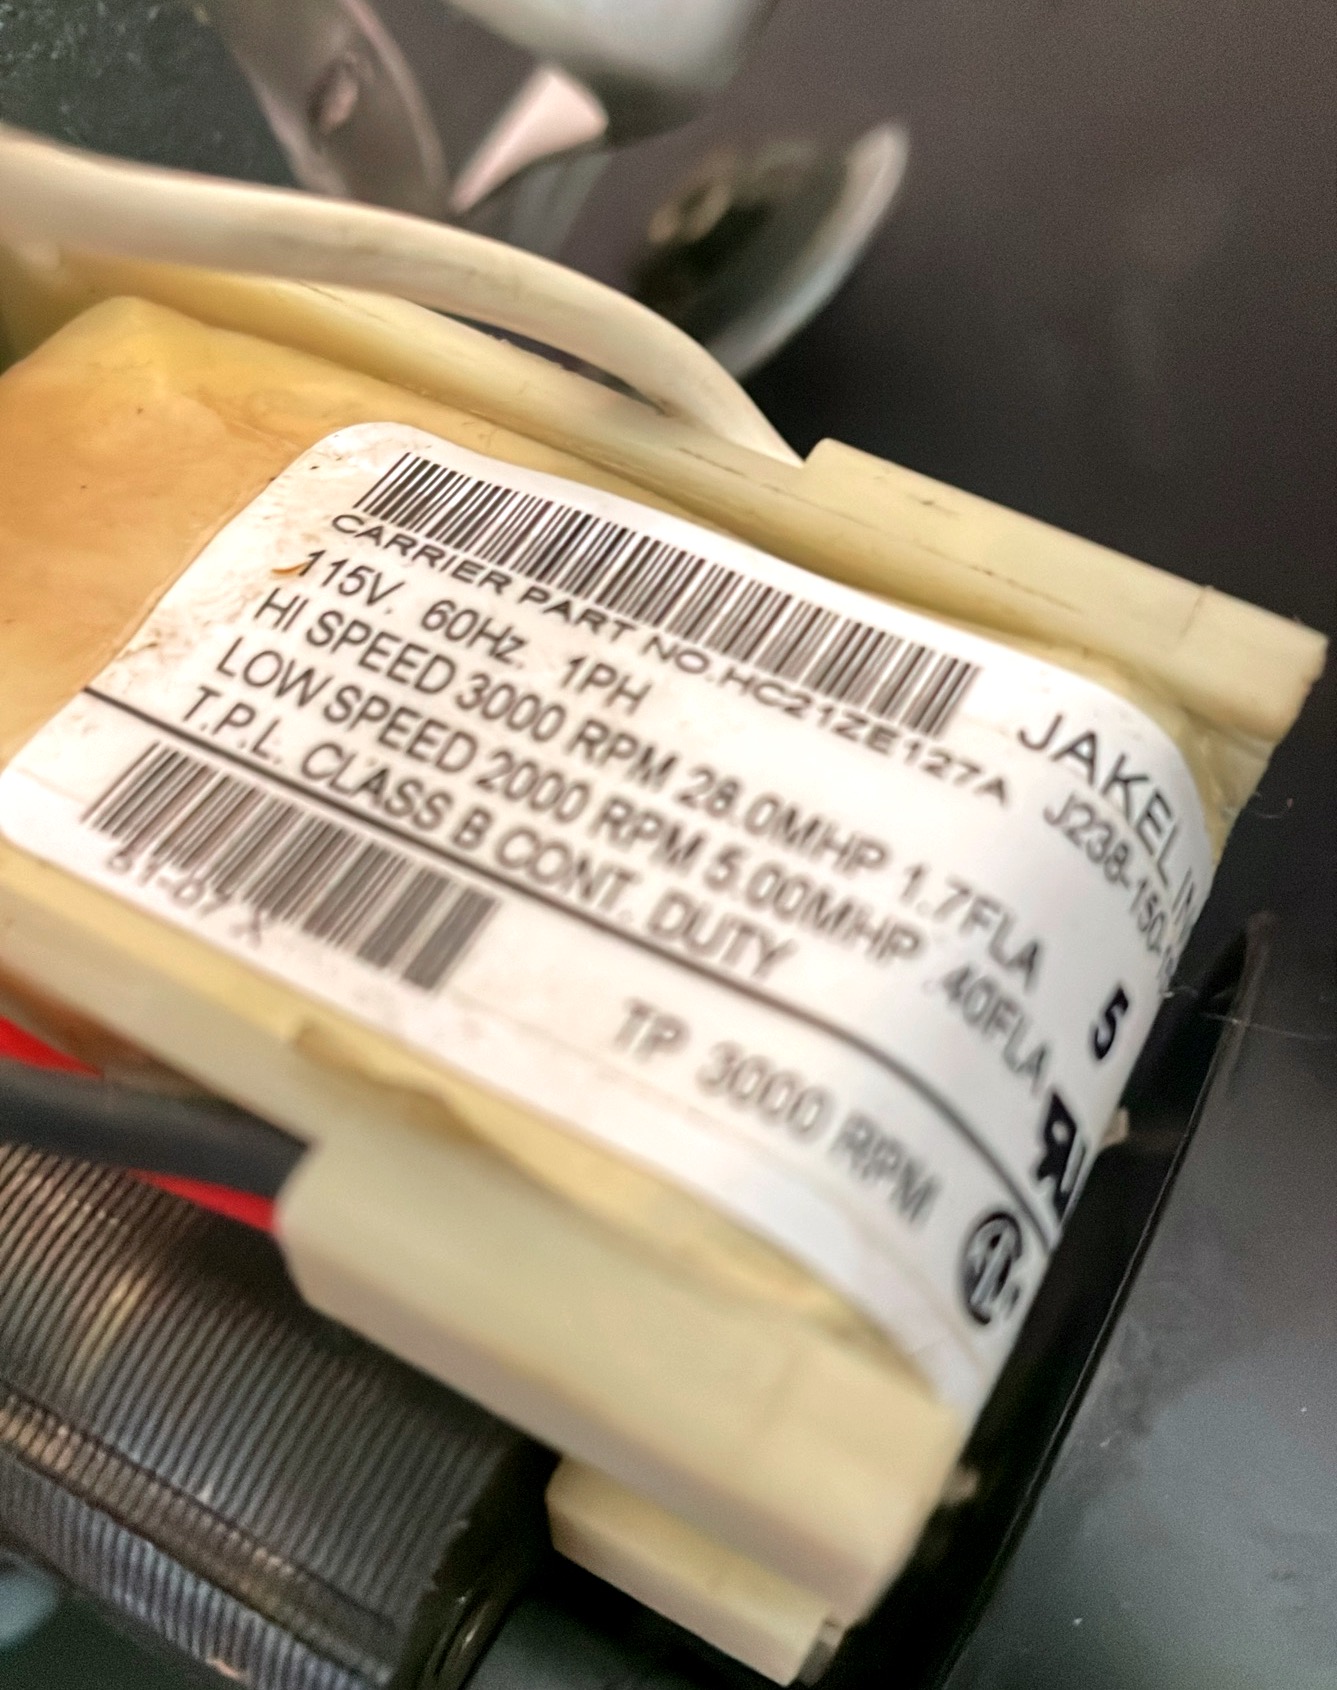 CARRIER PART NO.HC21ZE127A
115V. 60Hz. 1PH
HI SPEED 3000 RPM 28.0MHP 1.7FLA
LOW SPEED 2000 RPM 5.00MHP .40FLA
T.P.L. CLASS B CONT. DUTY
TP 3000 RPM
JAKEL
J238-150-
5